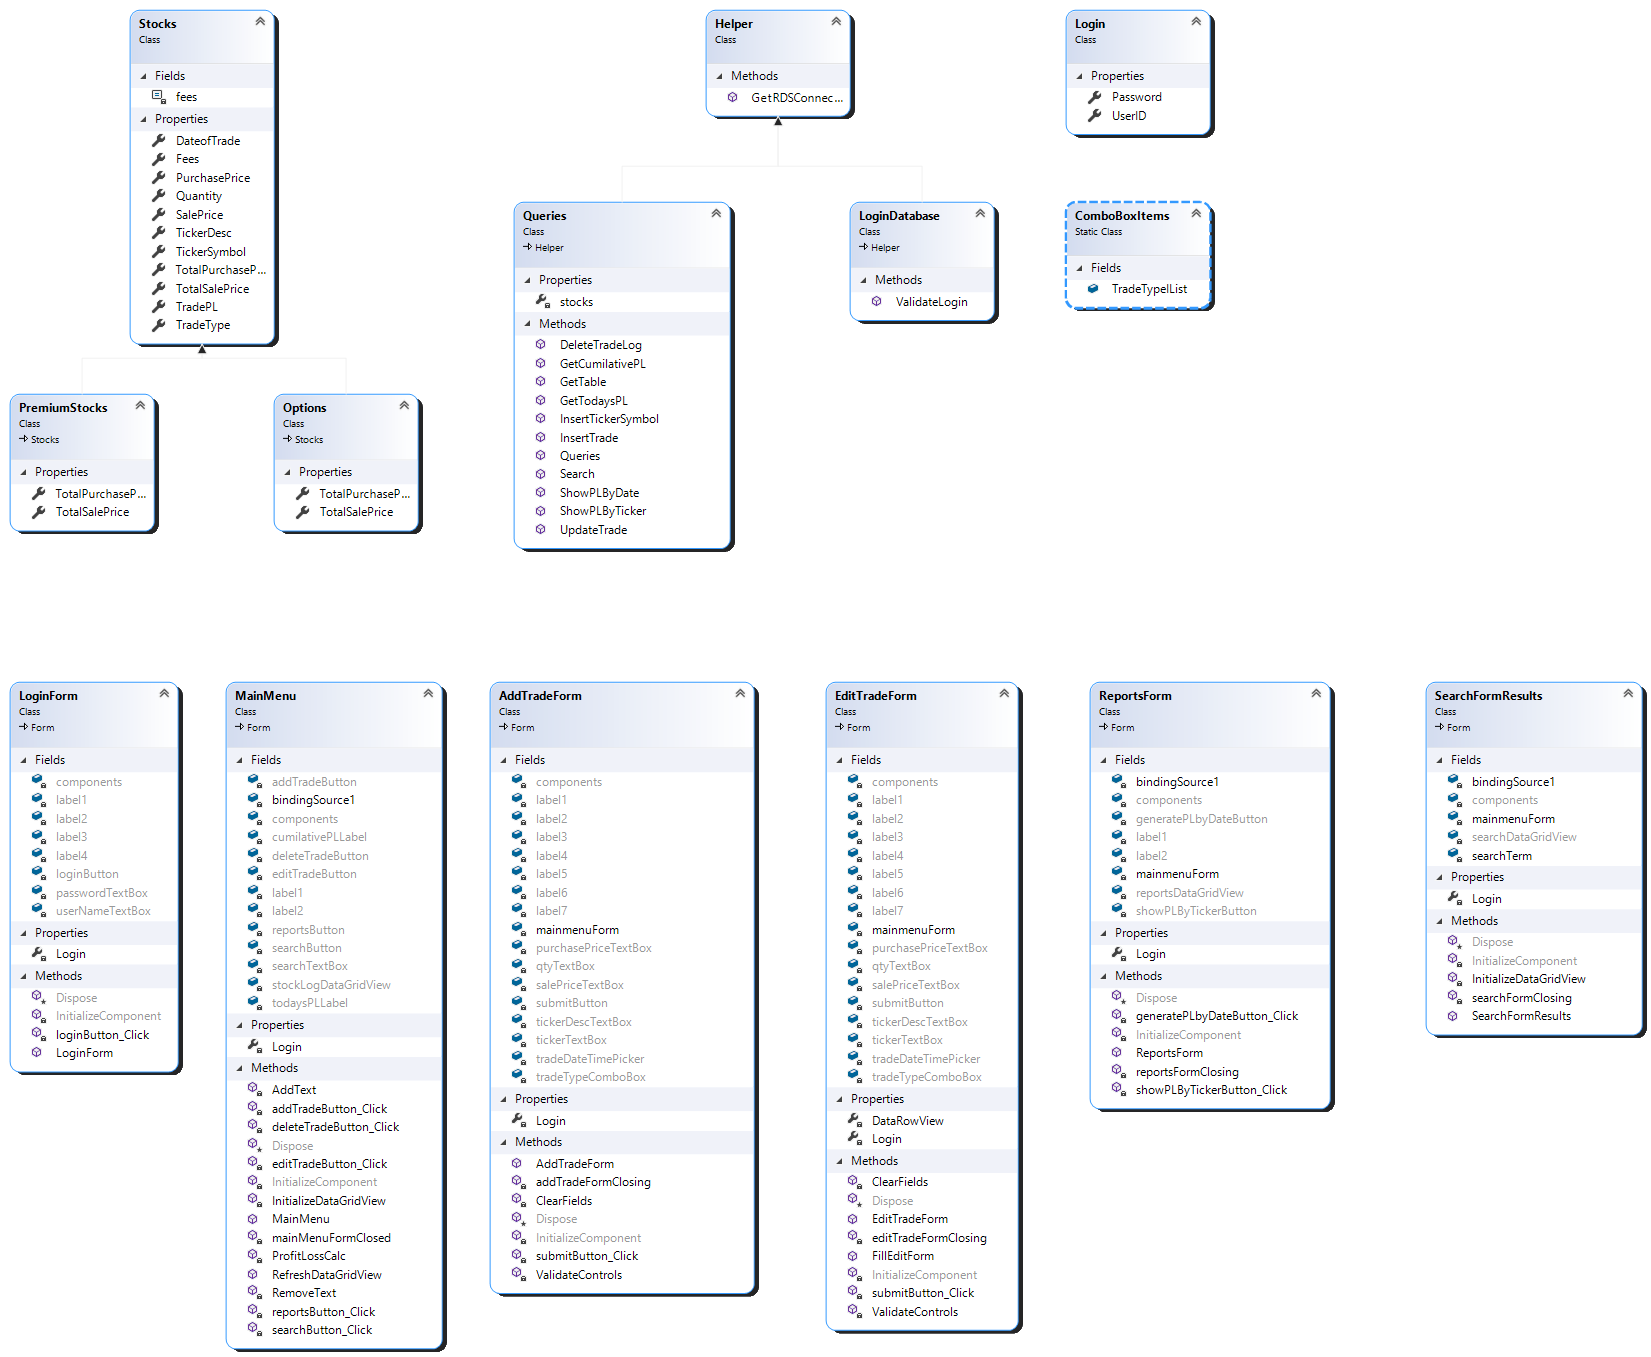 Stocks
Class
Fields
fees
Properties
DateofTrade
Fees
PurchasePrice
Quantity
SalePrice
TickerDesc
TickerSymbol
TotalPurchaseP...
TotalSalePrice
TradePL
TradeType
Helper
Class
Methods
GetRDSConnec...
Login
Class
Properties
Password
UserID
Queries
Class
Helper
Properties
stocks
Methods
DeleteTradeLog
GetCumilativePL
GetTable
GetTodaysPL
InsertTickerSymbol
InsertTrade
Queries
Search
ShowPLByDate
ShowPLByTicker
UpdateTrade
LoginDatabase
Class
Helper
Methods
ValidateLogin
ComboBoxItems
Static Class
Fields
TradeTypelList
PremiumStocks
Class
Stocks
Properties
TotalPurchaseP...
TotalSalePrice
Options
Class
Stocks
Properties
TotalPurchaseP...
TotalSalePrice
LoginForm
Class
Form
Fields
components
label1
label2
label3
label4
loginButton
passwordTextBox
userNameTextBox
Properties
Login
Methods
Dispose
InitializeComponent
loginButton_Click
LoginForm
MainMenu
Class
Form
Fields
addTradeButton
bindingSource1
components
cumilativePLLabel
deleteTradeButton
editTradeButton
label1
label2
reportsButton
searchButton
searchTextBox
stockLogDataGridView
todaysPLLabel
Properties
Login
Methods
AddText
addTradeButton_Click
deleteTradeButton_Click
Dispose
editTradeButton_Click
InitializeComponent
InitializeDataGridView
MainMenu
mainMenuFormClosed
ProfitLossCalc
RefreshDataGridView
RemoveText
reportsButton_Click
searchButton_Click
AddTradeForm
Class
Form
Fields
components
label1
label2
label3
label4
label5
label6
label7
mainmenuForm
purchasePriceTextBox
qtyTextBox
salePriceTextBox
submitButton
tickerDescTextBox
tickerTextBox
tradeDateTimePicker
tradeTypeComboBox
Properties
Login
Methods
AddTradeForm
addTradeFormClosing
ClearFields
Dispose
InitializeComponent
submitButton_Click
ValidateControls
EditTradeForm
Class
Form
Fields
components
label1
label2
label3
label4
label5
label6
label7
mainmenuForm
purchasePriceTextBox
qtyTextBox
salePriceTextBox
submitButton
tickerDescTextBox
tickerTextBox
tradeDateTimePicker
tradeTypeComboBox
Properties
DataRowView
Login
Methods
ClearFields
Dispose
EditTradeForm
editTradeFormClosing
FillEditForm
InitializeComponent
submitButton_Click
ValidateControls
ReportsForm
Class
Form
Fields
bindingSource1
components
generatePLbyDateButton
label1
label2
mainmenuForm
reportsDataGridView
showPLByTickerButton
Properties
Login
Methods
Dispose
generatePLbyDateButton_Click
InitializeComponent
ReportsForm
reportsFormClosing
showPLByTickerButton_Click
SearchFormResults
Class
Form
Fields
bindingSource1
components
mainmenuForm
searchDataGridView
searchTerm
Properties
Login
Methods
Dispose
InitializeComponent
InitializeDataGridView
searchFormClosing
SearchFormResults